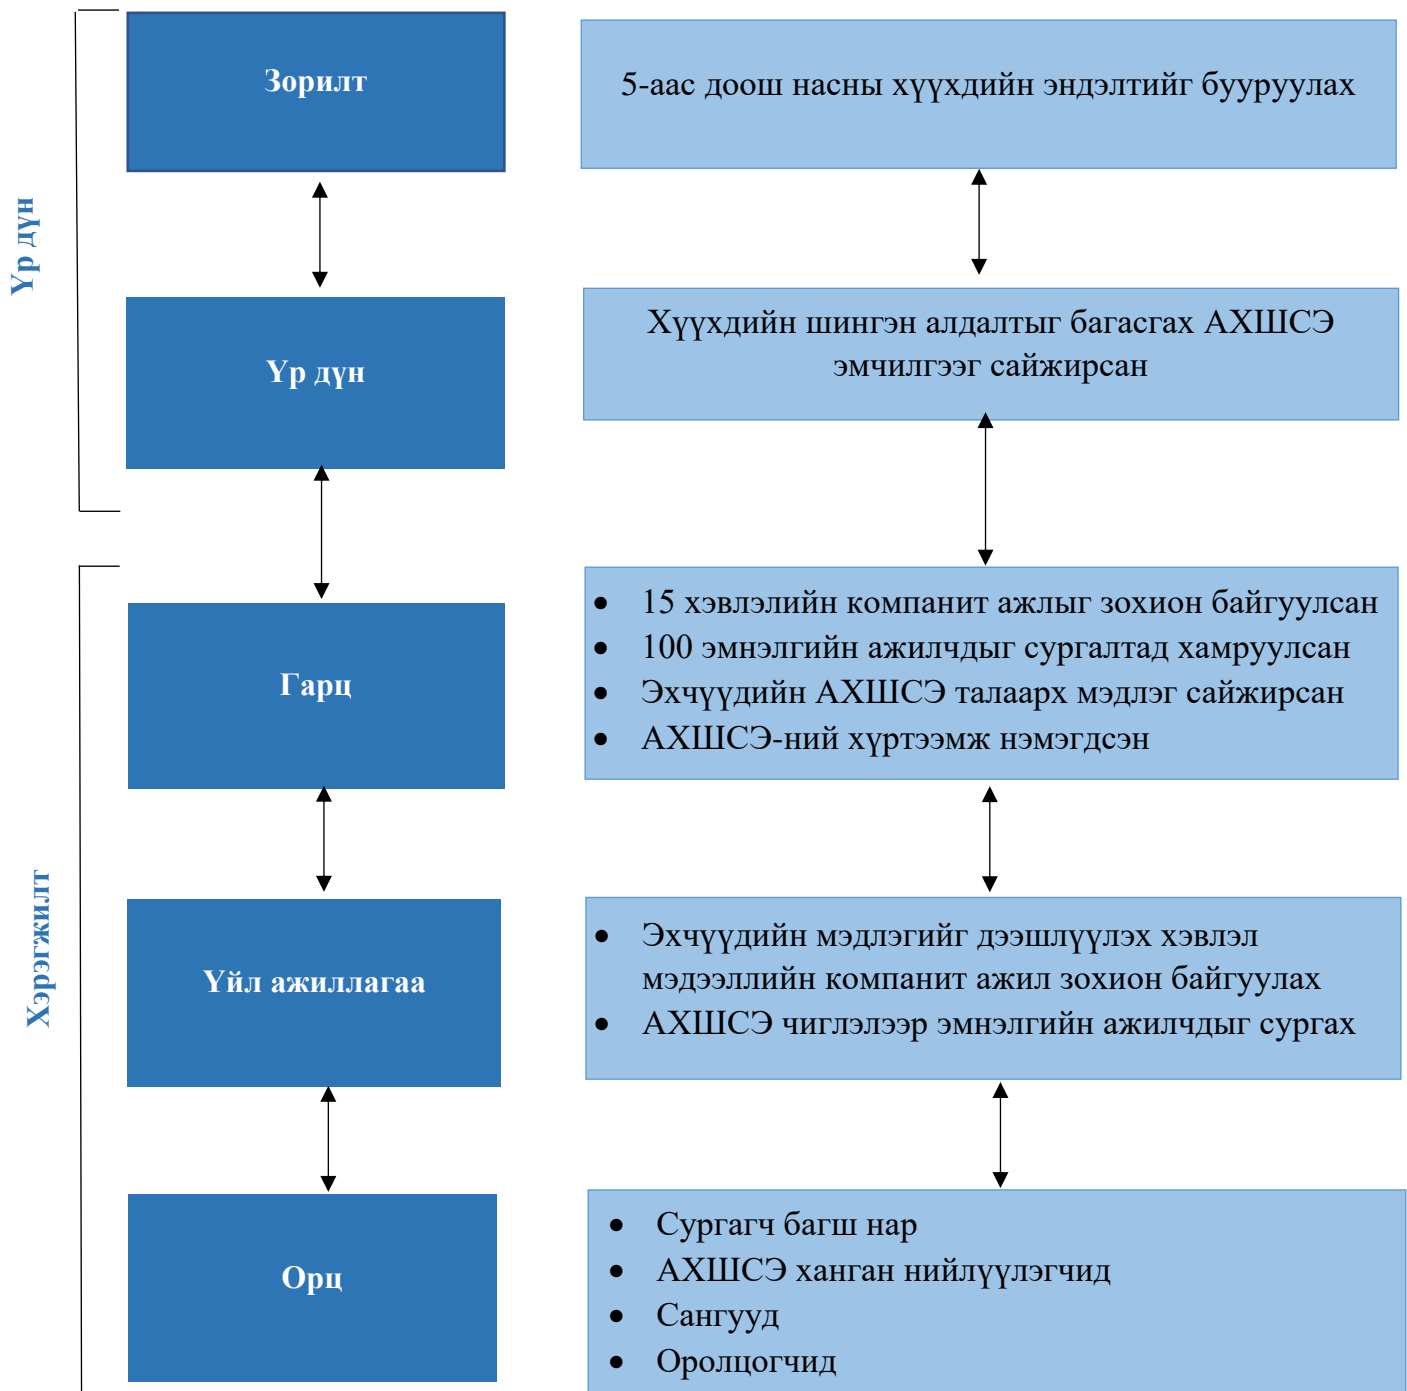 Үр дүн
Зорилт
5-аас доош насны хүүхдийн эндэлтийг бууруулах
Үр дүн
Хүүхдийн шингэн алдалтыг багасгах АХШСЭ
эмчилгээг сайжирсан
Хэрэгжилт
Гарц
• 15 хэвлэлийн компанит ажлыг зохион байгуулсан
• 100 эмнэлгийн ажилчдыг сургалтад хамруулсан
• Эхчүүдийн АХШСЭ талаарх мэдлэг сайжирсан
• АХШСЭ-ний хүртээмж нэмэгдсэн
Үйл ажиллагаа
• Эхчүүдийн мэдлэгийг дээшлүүлэх хэвлэл
мэдээллийн компанит ажил зохион байгуулах
• АХШСЭ чиглэлээр эмнэлгийн ажилчдыг сургах
Орц
• Сургагч багш нар
• АХШСЭ ханган нийлүүлэгчид
• Сангууд
• Оролцогчид